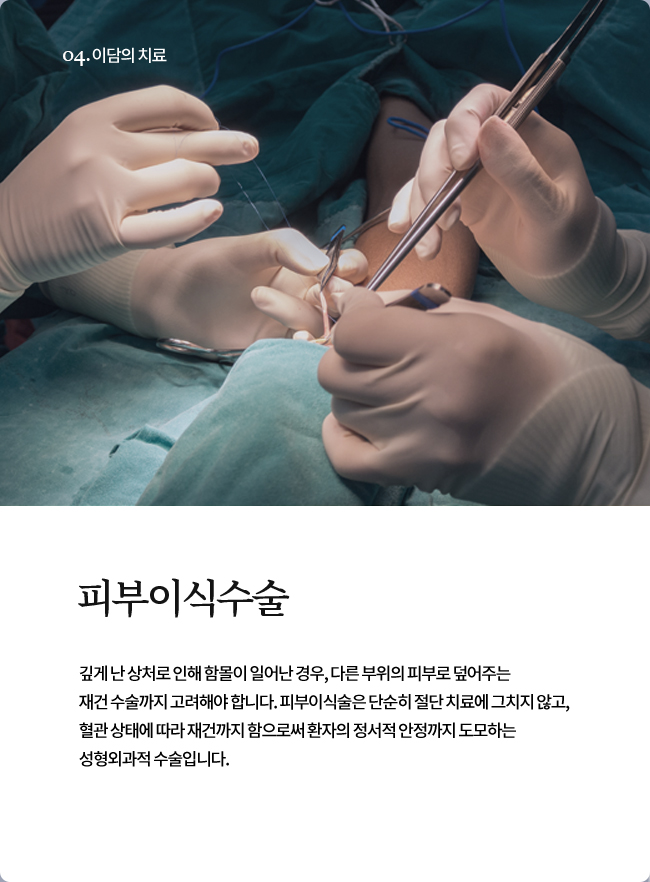 04. 이담의 치료
피부이식수술
깊게 난 상처로 인해 함몰이 일어난 경우, 다른 부위의 피부로 덮어주는
재건 수술까지 고려해야 합니다. 피부이식술은 단순히 절단 치료에 그치지 않고,
혈관 상태에 따라 재건까지 함으로써 환자의 정서적 안정까지 도모하는
성형외과적 수술입니다.